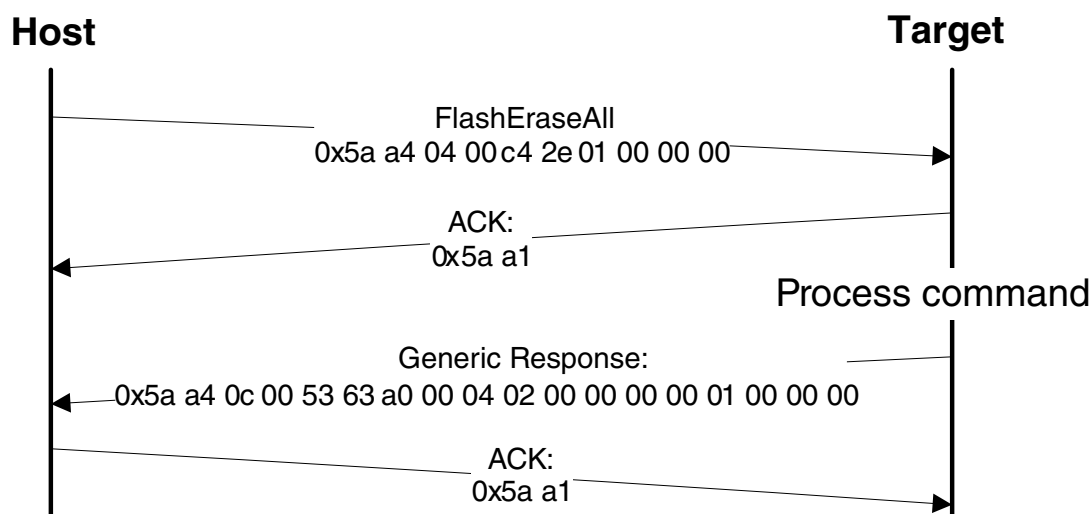 Host
Target
FlashEraseAll
0x5a a4 04 00 c4 2e 01 00 00 00
ACK:
0x5a a1
Process command
Generic Response:
0x5a a4 0c 00 53 63 a0 00 04 02 00 00 00 00 01 00 00 00
ACK:
0x5a a1